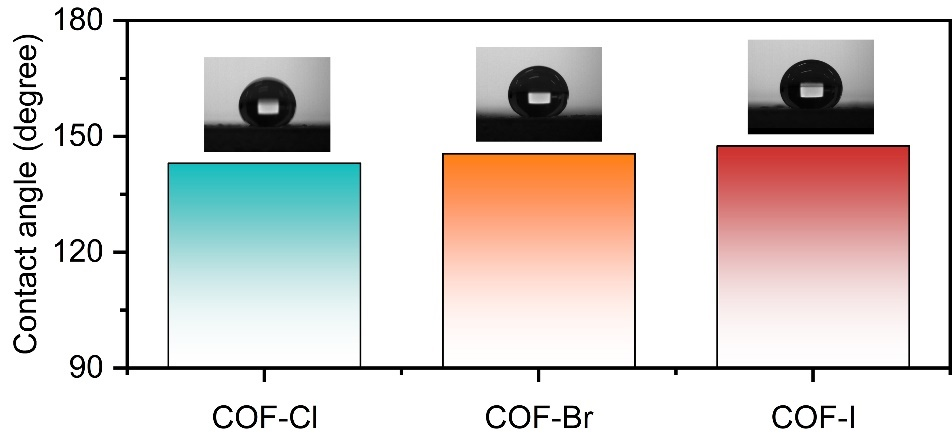 Contact angle (degree)
180
150
120
90
COF-Cl
COF-Br
COF-I